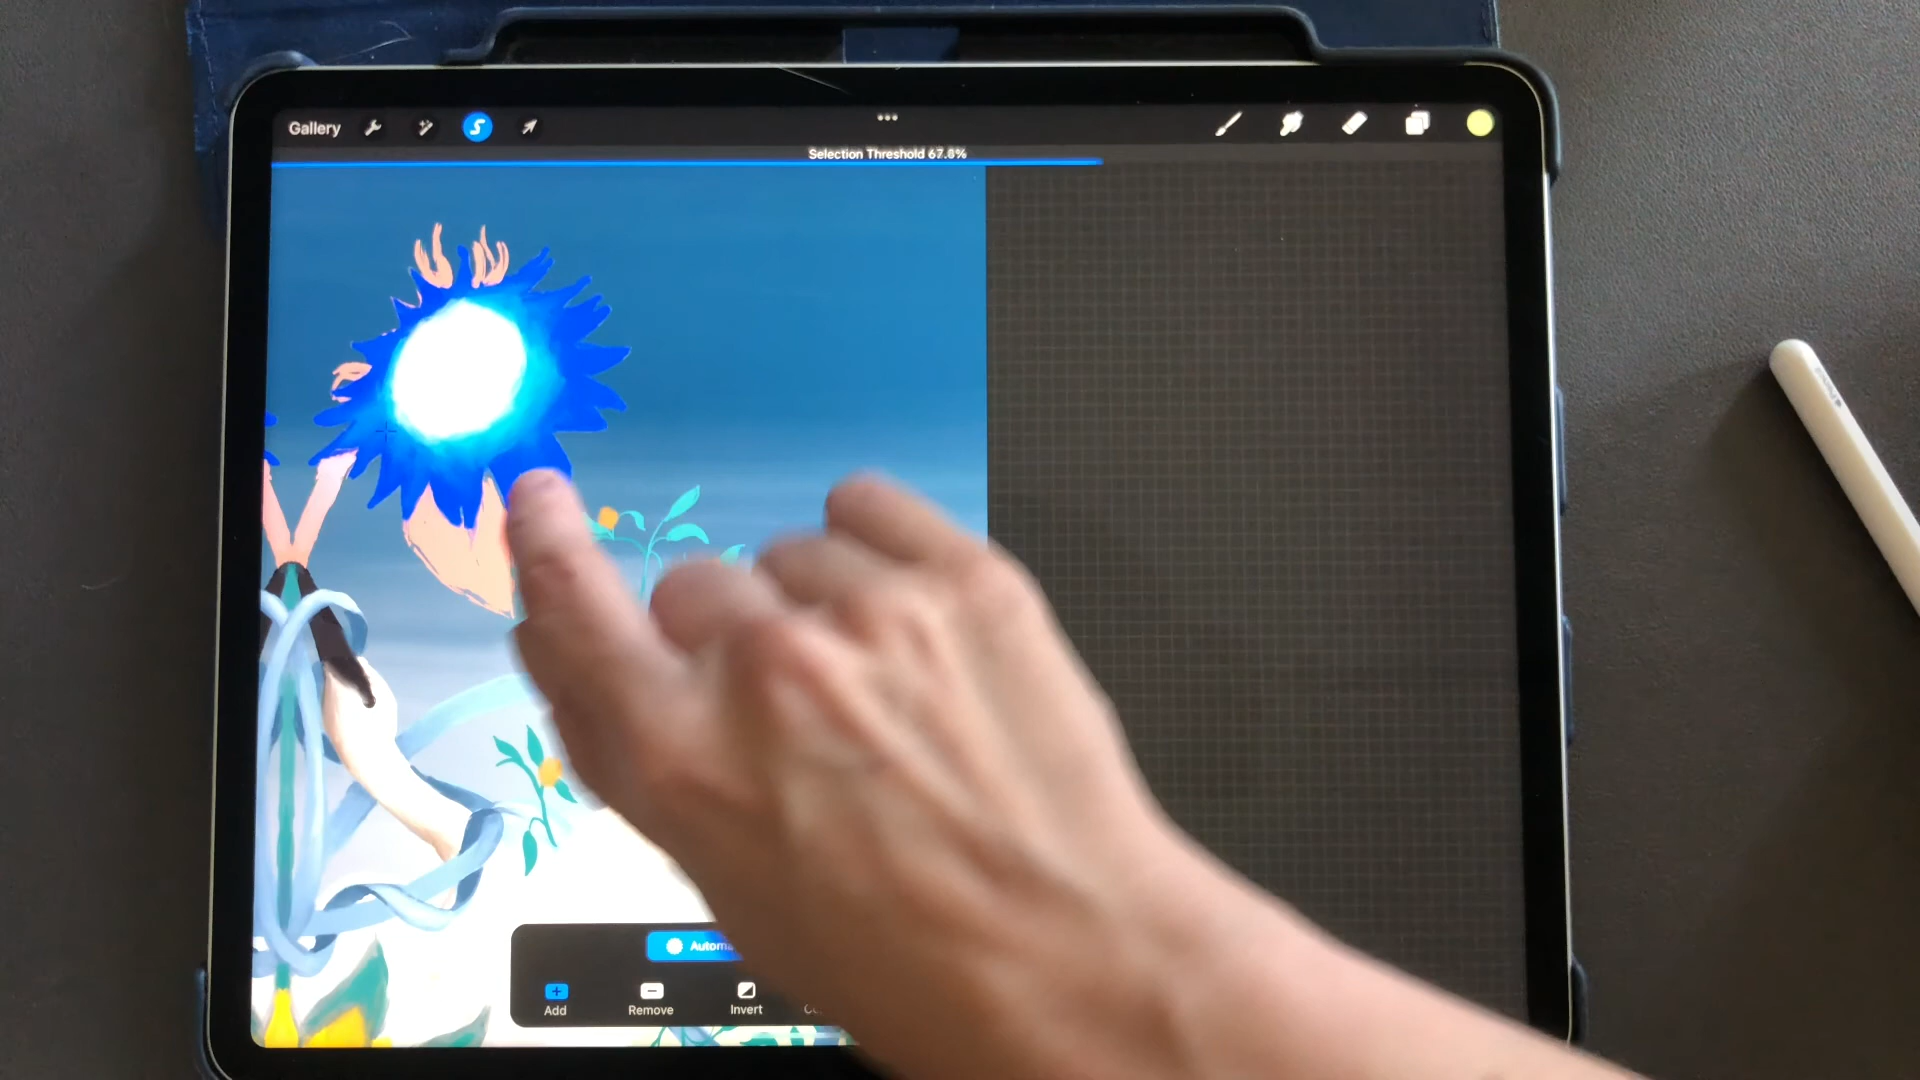 Gallery
Selection Threshold 67.8%
Add
Remove
Invert